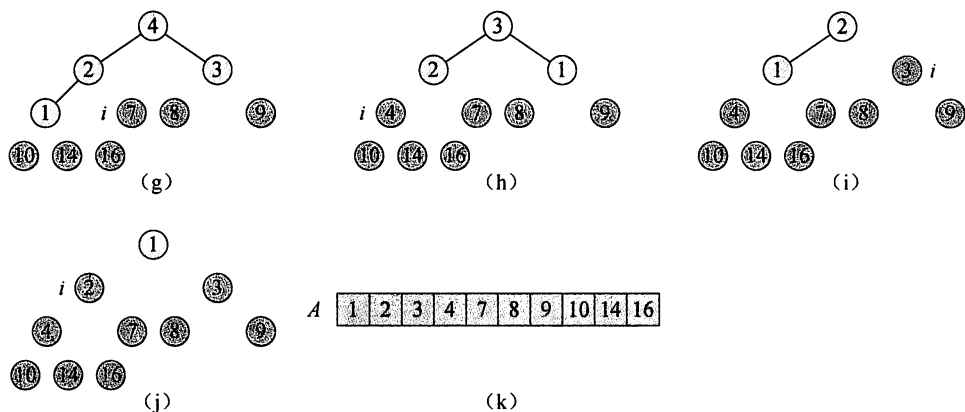 4 3 2
2 3 2 1 1 3 i
1 i 7 8 9 i 4 7 8 9 4 7 8 9
10 14 16 10 14 16 10 14 16
(g) (h) (i)
1
i 2 3
A 1 2 3 4 7 8 9 10 14 16
4 7 8 9
10 14 16
(j) (k)